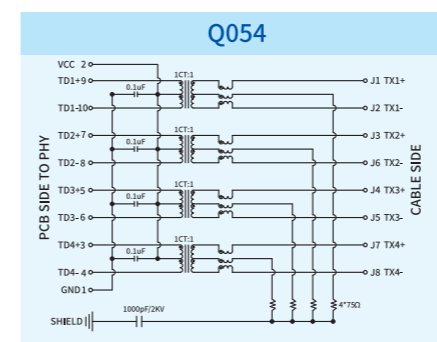 Q054
VCC 2
1CT:1
TD1+9
J1 TX1+
0.1uF
TD1-10
J2 TX1-
1CT:1
TD2+7
J3 TX2+
0.1uF
TD2-8
J6 TX2-
1CT:1
TD3+5
J4 TX3+
0.1uF
TD3-6
J5 TX3-
1CT:1
TD4+3
J7 TX4+
0.1uF
TD4-4
J8 TX4-
GND1
1000pF/2KV
4*75Ω
SHIELD
PCB SIDE TO PHY
CABLE SIDE